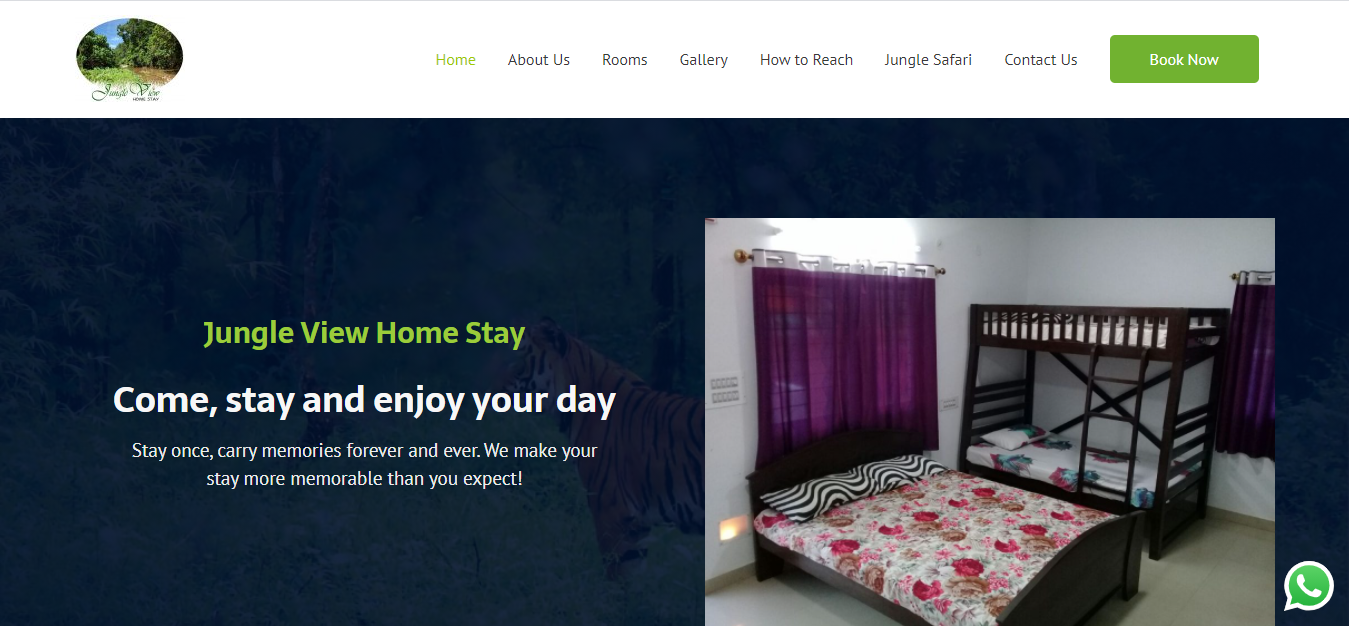 Jungle View
HOME STAY
Home About Us Rooms Gallery How to Reach Jungle Safari Contact Us Book Now
Jungle View Home Stay
Come, stay and enjoy your day
Stay once, carry memories forever and ever. We make your
stay more memorable than you expect!